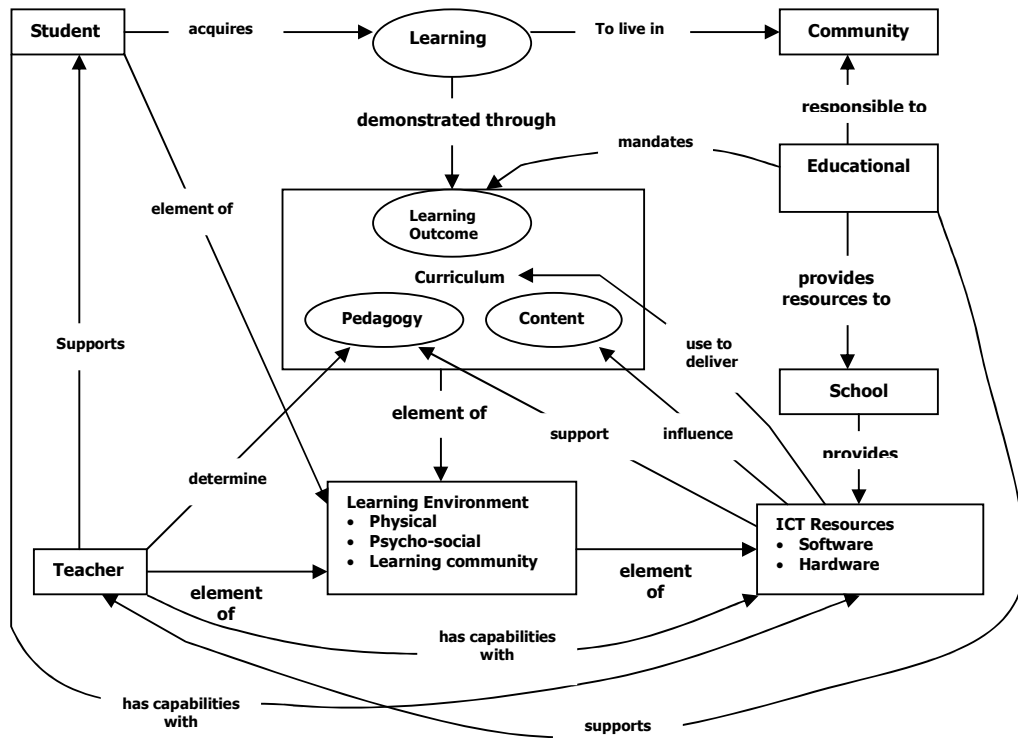 Student
acquires
Learning
To live in
Community
demonstrated through
responsible to
mandates
Educational
element of
Learning
Outcome
Curriculum
provides
resources to
Pedagogy
Content
Supports
use to
deliver
School
element of
support
influence
provides
determine
Learning Environment
• Physical
• Psycho-social
• Learning community
ICT Resources
• Software
• Hardware
Teacher
element
of
element
of
has capabilities
with
has capabilities
with
supports